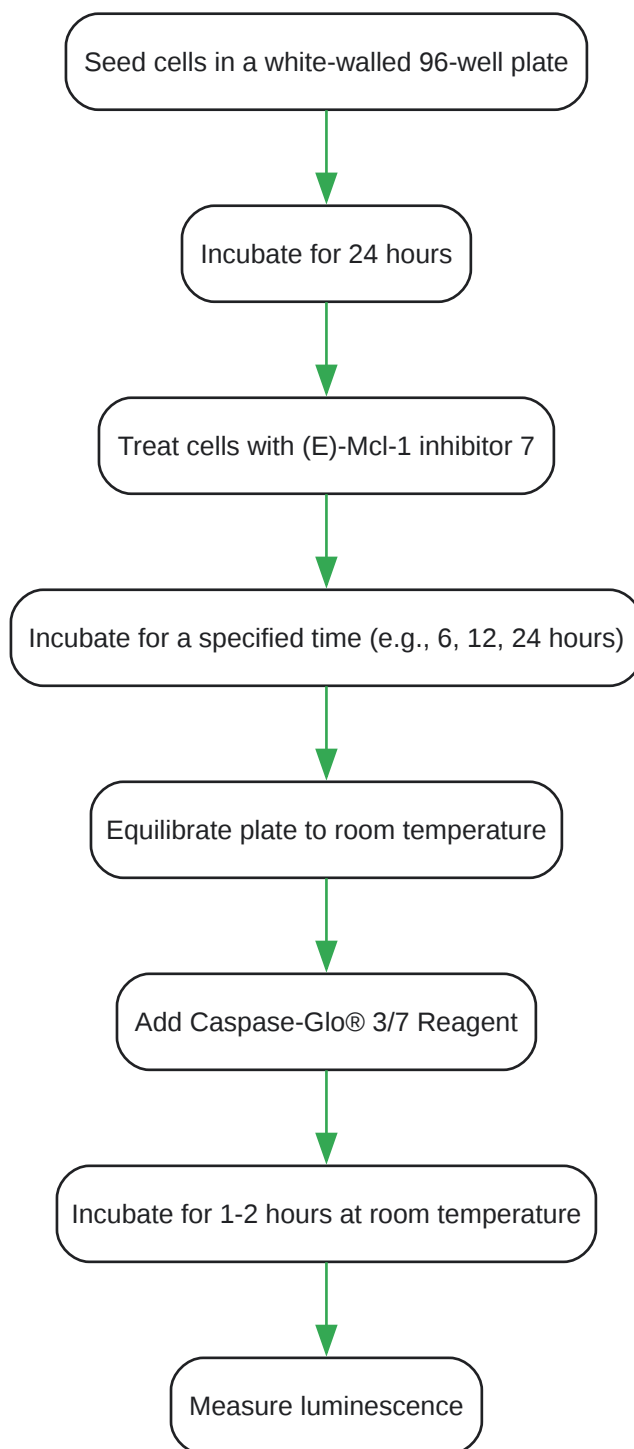 Seed cells in a white-walled 96-well plate
Incubate for 24 hours
Treat cells with (E)-Mcl-1 inhibitor 7
Incubate for a specified time (e.g., 6, 12, 24 hours)
Equilibrate plate to room temperature
Add Caspase-Glo® 3/7 Reagent
Incubate for 1-2 hours at room temperature
Measure luminescence